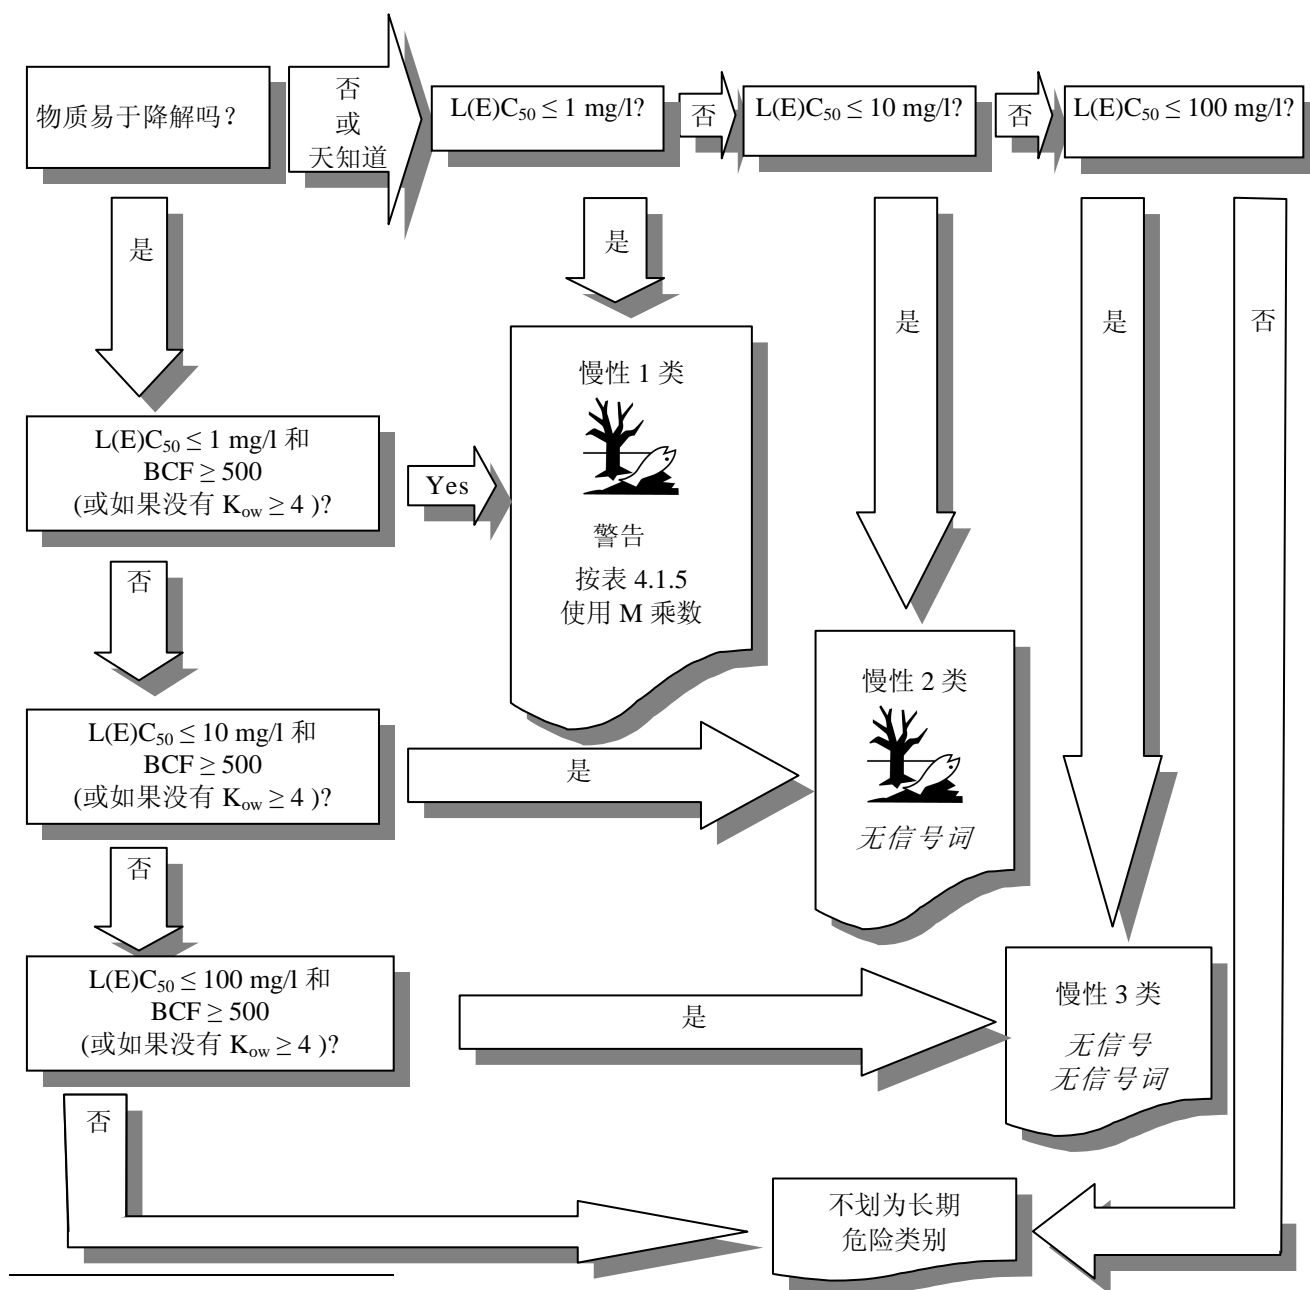 物质易于降解吗？
否
或
天知道
L(E)C₅₀ ≤ 1 mg/l?
否
L(E)C₅₀ ≤ 10 mg/l?
否
L(E)C₅₀ ≤ 100 mg/l?
是
是
是
是
否
慢性 1 类
警告
按表 4.1.5
使用 M 乘数
L(E)C₅₀ ≤ 1 mg/l 和
BCF ≥ 500
(或如果没有 Kₒw ≥ 4 )?
Yes
否
慢性 2 类
无信号词
L(E)C₅₀ ≤ 10 mg/l 和
BCF ≥ 500
(或如果没有 Kₒw ≥ 4 )?
是
否
L(E)C₅₀ ≤ 100 mg/l 和
BCF ≥ 500
(或如果没有 Kₒw ≥ 4 )?
是
慢性 3 类
无信号
无信号词
否
不划为长期
危险类别